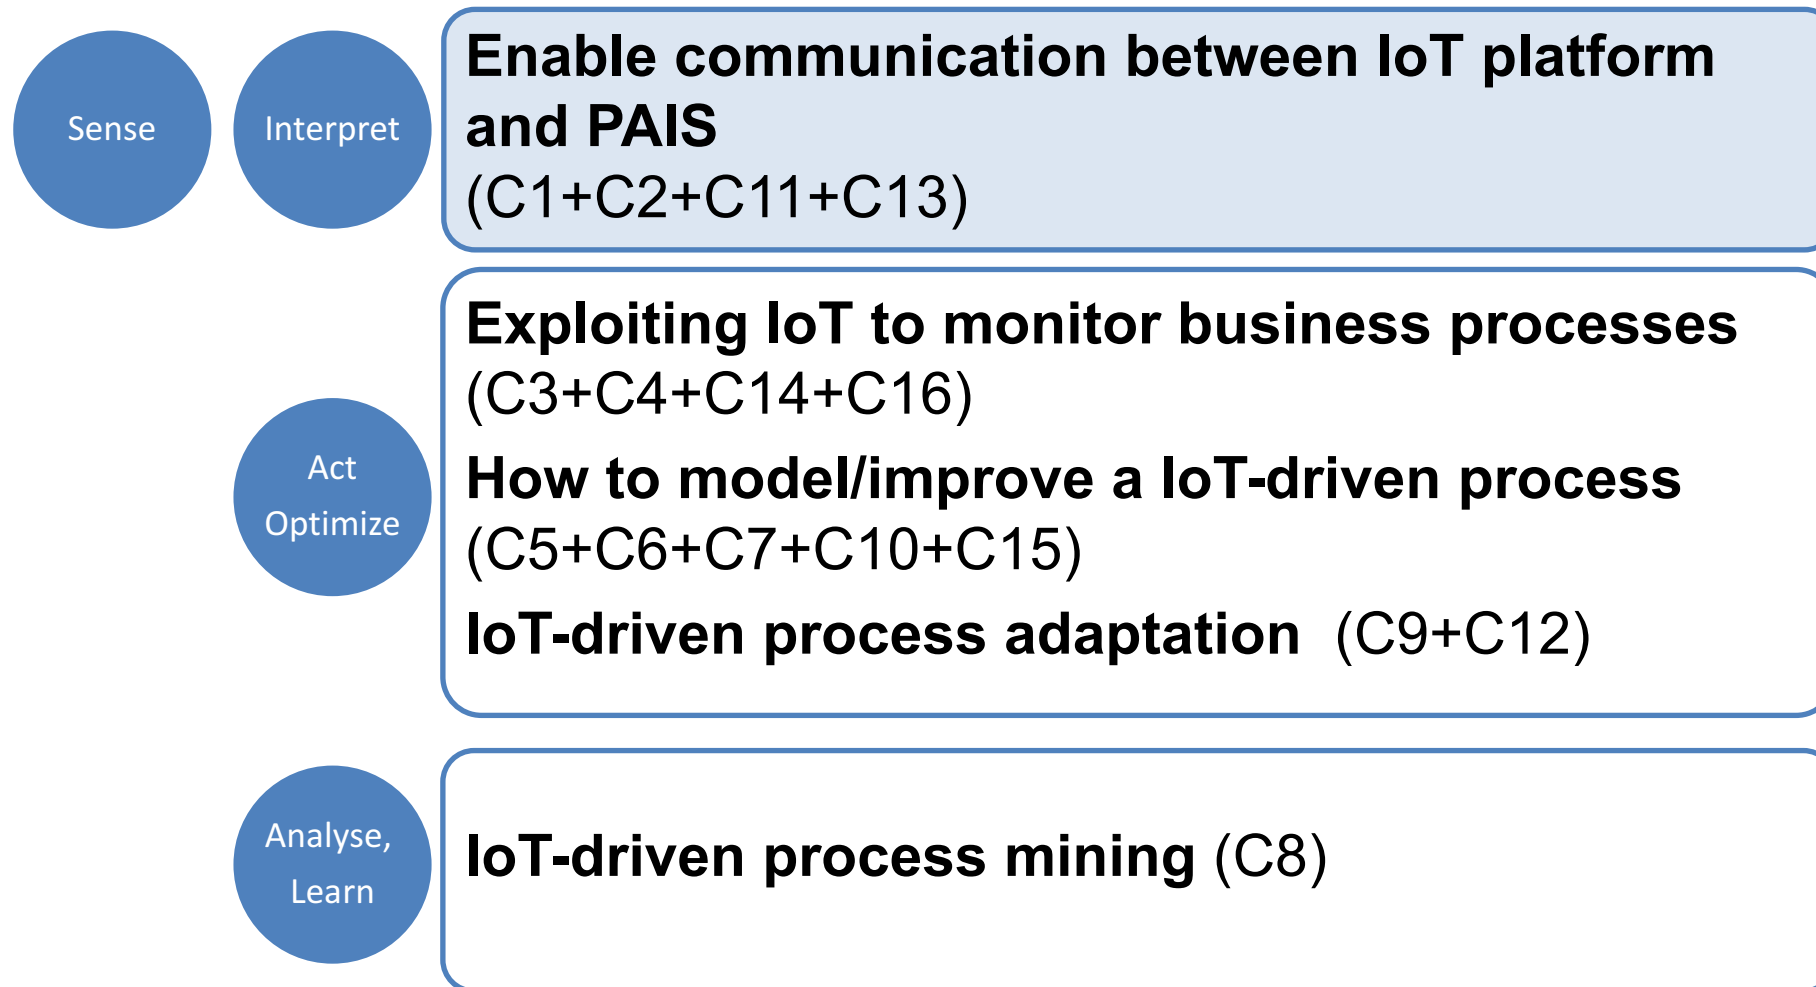 Sense
Interpret
Enable communication between IoT platform
and PAIS
(C1+C2+C11+C13)
Act
Optimize
Exploiting IoT to monitor business processes
(C3+C4+C14+C16)
How to model/improve a IoT-driven process
(C5+C6+C7+C10+C15)
IoT-driven process adaptation (C9+C12)
Analyse,
Learn
IoT-driven process mining (C8)